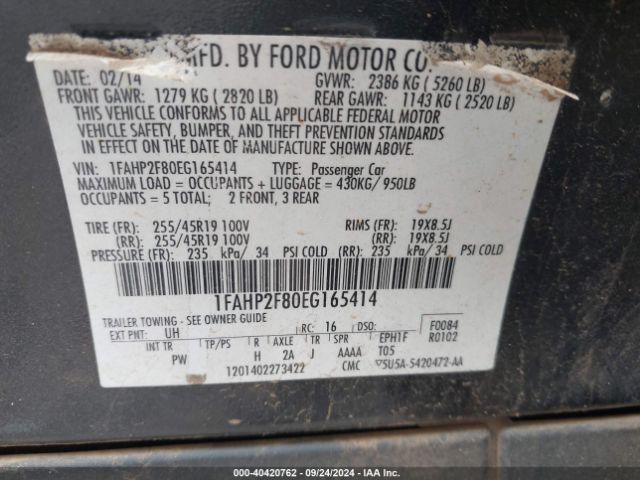 MFD. BY FORD MOTOR CO.
DATE: 02/14 GVWR: 2386 KG ( 5260 LB)
FRONT GAWR: 1279 KG ( 2820 LB) REAR GAWR: 1143 KG ( 2520 LB)
THIS VEHICLE CONFORMS TO ALL APPLICABLE FEDERAL MOTOR
VEHICLE SAFETY, BUMPER, AND THEFT PREVENTION STANDARDS
IN EFFECT ON THE DATE OF MANUFACTURE SHOWN ABOVE.
VIN: 1FAHP2F80EG165414 TYPE: Passenger Car
MAXIMUM LOAD = OCCUPANTS + LUGGAGE = 430KG/ 950LB
OCCUPANTS = 5 TOTAL; 2 FRONT, 3 REAR
TIRE (FR): 255/45R19 100V RIMS (FR): 19X8.5J
(RR): 255/45R19 100V (RR): 19X8.5J
PRESSURE (FR): 235 kPa/ 34 PSI COLD (RR): 235 kPa/ 34 PSI COLD
1FAHP2F80EG165414
TRAILER TOWING - SEE OWNER GUIDE
EXT PNT: UH RC: 16 DSO: F0084
R0102
INT TR TP/PS R AXLE TR SPR EPH1F
PW H 2A J AAAA T05
1201402273422 CMC 5U5A-5420472-AA
000-40420762 - 09/24/2024 - IAA Inc.